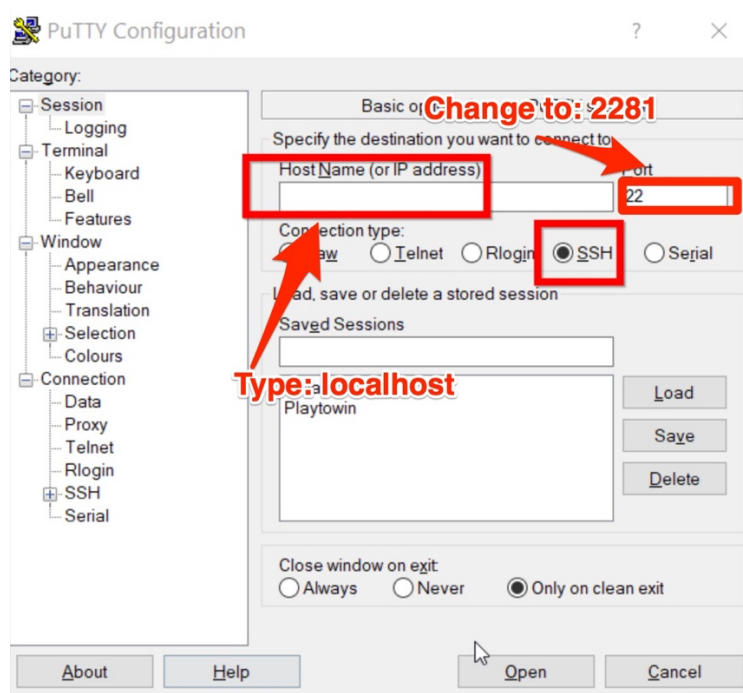 PuTTY Configuration
?
Category:
Session
Logging
Terminal
Keyboard
Bell
Features
Window
Appearance
Behaviour
Translation
Selection
Colours
Connection
Data
Proxy
Telnet
Rlogin
SSH
Serial
Change to: 2281
Specify the destination you want to connect to
Host Name (or IP address)
Port
22
Connection type:
Telnet Rlogin SSH Serial
Load, save or delete a stored session
Saved Sessions
Type: localhost
Playtowin
Load
Save
Delete
Close window on exit:
Always Never Only on clean exit
About Help Open Cancel